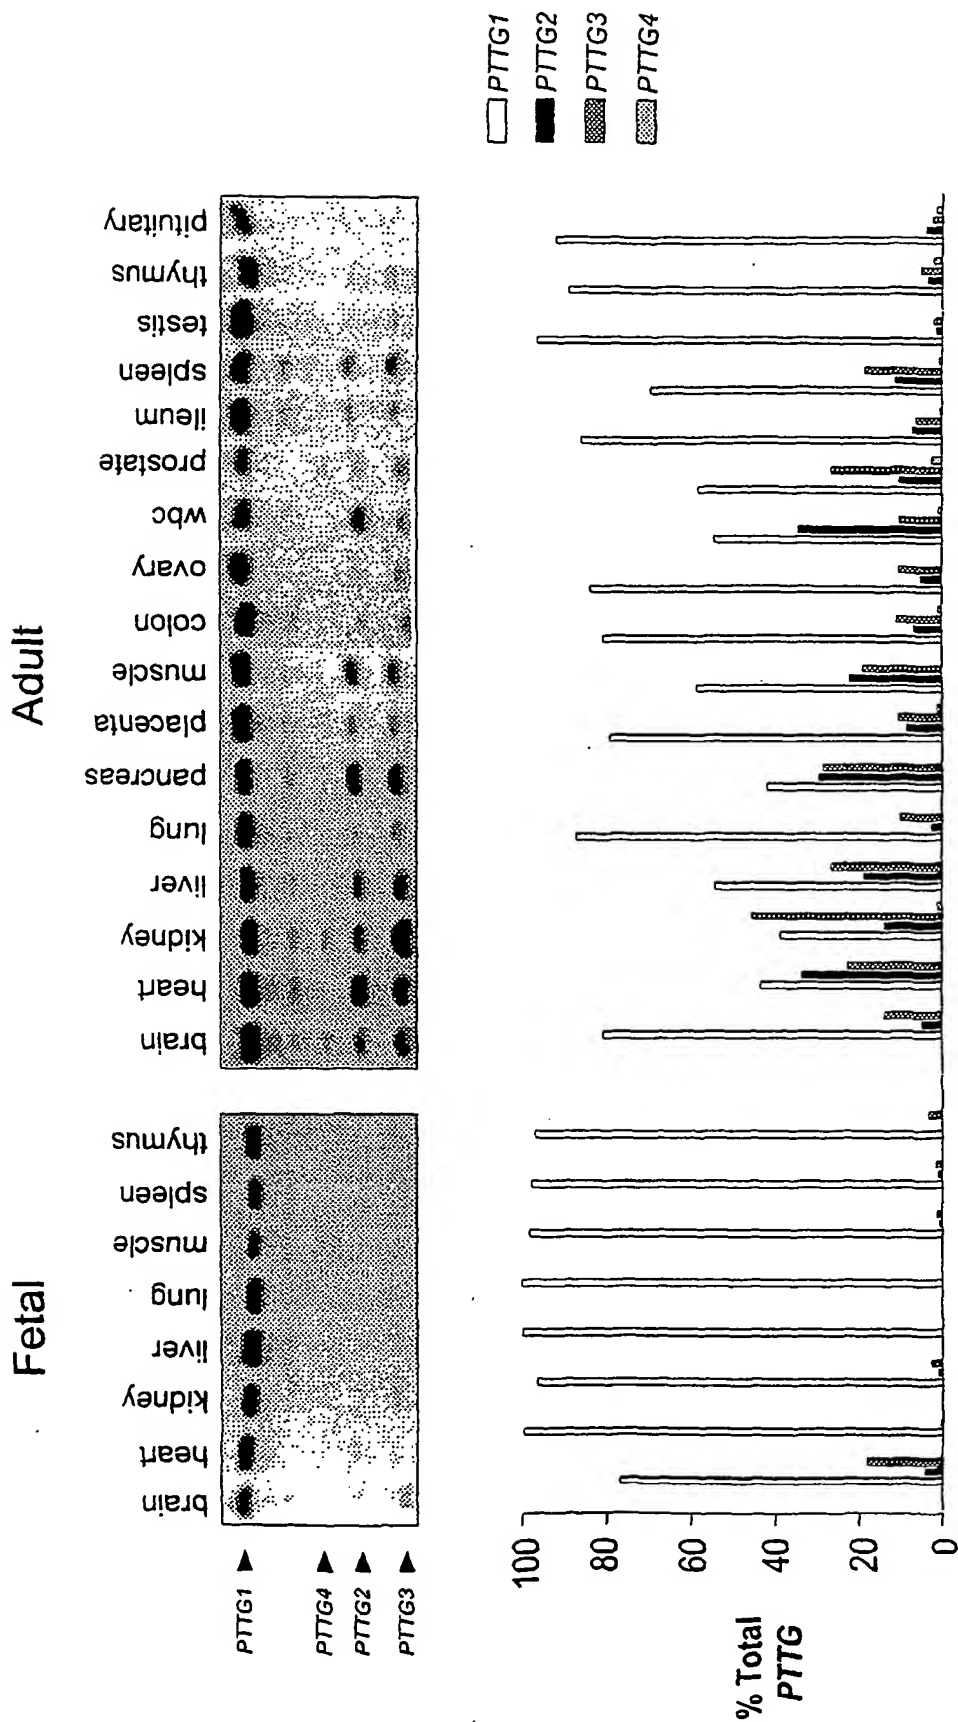 Fetal
Adult
brain
heart
kidney
liver
lung
muscle
spleen
thymus
brain
heart
kidney
liver
lung
pancreas
placenta
muscle
colon
ovary
wbc
prostate
ileum
spleen
testis
thymus
pituitary
PTTG1
PTTG4
PTTG2
PTTG3
% Total
PTTG
100
80
60
40
20
0
PTTG1
PTTG2
PTTG3
PTTG4